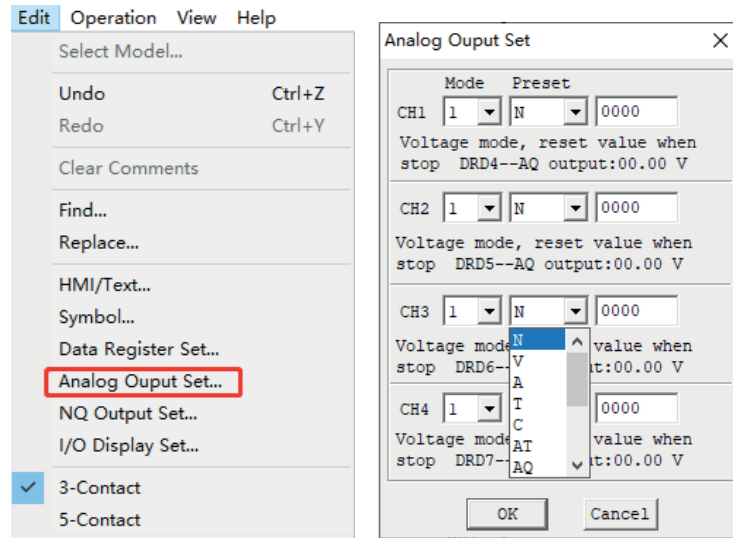 Edit Operation View Help
Select Model...
Undo Ctrl+Z
Redo Ctrl+Y
Clear Comments
Find...
Replace...
HMI/Text...
Symbol...
Data Register Set...
Analog Ouput Set...
NQ Output Set...
I/O Display Set...
3-Contact
5-Contact
Analog Ouput Set
Mode Preset
CH1 1 N 0000
Voltage mode, reset value when
stop DRD4--AQ output:00.00 V
CH2 1 N 0000
Voltage mode, reset value when
stop DRD5--AQ output:00.00 V
CH3 1 N 0000
N
V
A
T
C
AT
AQ
Voltage mode value when
stop DRD6-- t:00.00 V
CH4 1 0000
Voltage mode value when
stop DRD7-- t:00.00 V
OK Cancel